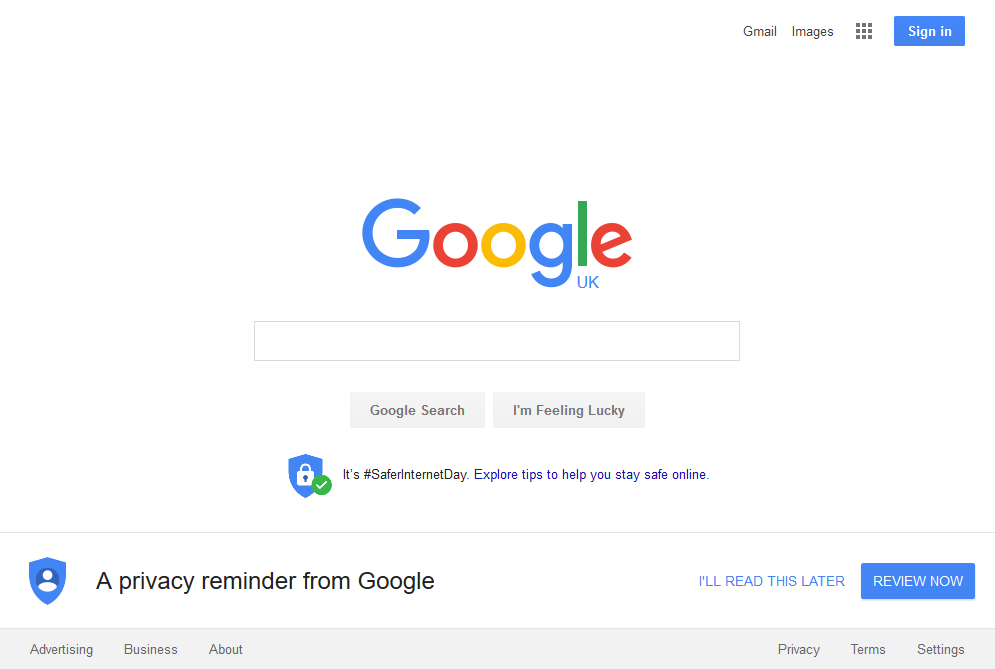 Gmail Images Sign in
Google
UK
Google Search I'm Feeling Lucky
It's #SaferInternetDay. Explore tips to help you stay safe online.
A privacy reminder from Google I'LL READ THIS LATER REVIEW NOW
Advertising Business About Privacy Terms Settings